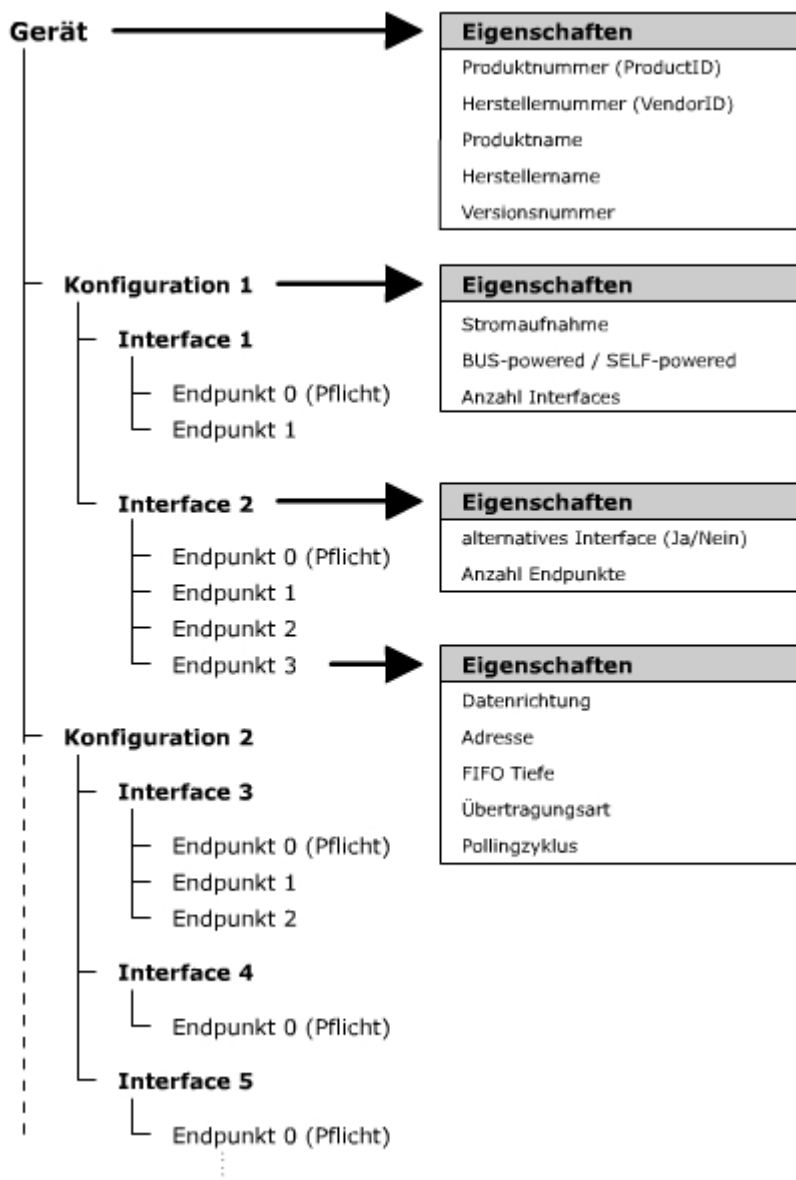 Gerät
Eigenschaften
Produktnummer (ProductID)
Herstellernummer (VendorID)
Produktname
Herstellername
Versionsnummer
Konfiguration 1
Eigenschaften
Stromaufnahme
BUS-powered / SELF-powered
Anzahl Interfaces
Interface 1
Endpunkt 0 (Pflicht)
Endpunkt 1
Interface 2
Eigenschaften
alternatives Interface (Ja/Nein)
Anzahl Endpunkte
Endpunkt 0 (Pflicht)
Endpunkt 1
Endpunkt 2
Endpunkt 3
Eigenschaften
Datenrichtung
Adresse
FIFO Tiefe
Übertragungsart
Pollingzyklus
Konfiguration 2
Interface 3
Endpunkt 0 (Pflicht)
Endpunkt 1
Endpunkt 2
Interface 4
Endpunkt 0 (Pflicht)
Interface 5
Endpunkt 0 (Pflicht)